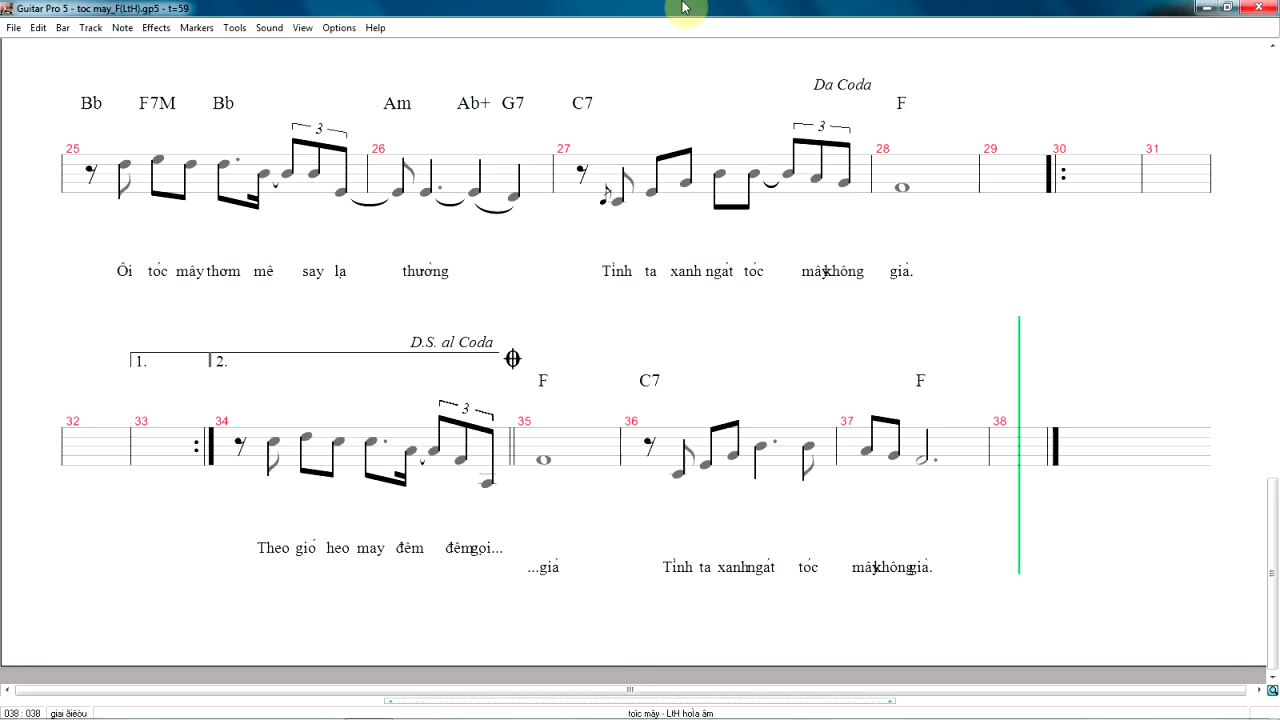 Guitar Pro 5 - toc may_F(LtH).gp5 - t=59
File Edit Bar Track Note Effects Markers Tools Sound View Options Help
Da Coda
Bb F7M Bb Am Ab+ G7 C7 F
3 3
25 26 27 28 29 30 31
Ôi tóc mây thơm mê say lạ thường Tình ta xanh ngát tóc mây không già.
D.S. al Coda
1. 2.
F C7 F
3
32 33 34 35 36 37 38
Theo gió heo may đêm đêm gọi...
...già Tình ta xanh ngát tóc mây không già.
038 : 038 giai ðiêòu tóc mây - LtH hoÌa âm